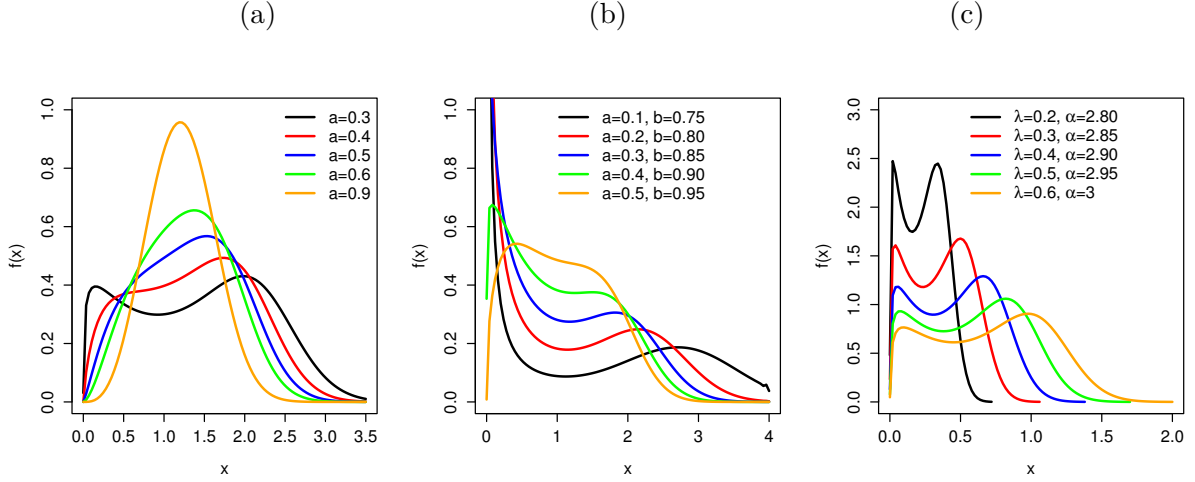 (a)
(b)
(c)
a=0.3
a=0.4
a=0.5
a=0.6
a=0.9
f(x)
0.0
0.2
0.4
0.6
0.8
1.0
0.0 0.5 1.0 1.5 2.0 2.5 3.0 3.5
x
a=0.1, b=0.75
a=0.2, b=0.80
a=0.3, b=0.85
a=0.4, b=0.90
a=0.5, b=0.95
f(x)
0.0
0.2
0.4
0.6
0.8
1.0
0 1 2 3 4
x
λ=0.2, α=2.80
λ=0.3, α=2.85
λ=0.4, α=2.90
λ=0.5, α=2.95
λ=0.6, α=3
f(x)
0.0
0.5
1.0
1.5
2.0
2.5
3.0
0.0 0.5 1.0 1.5 2.0
x